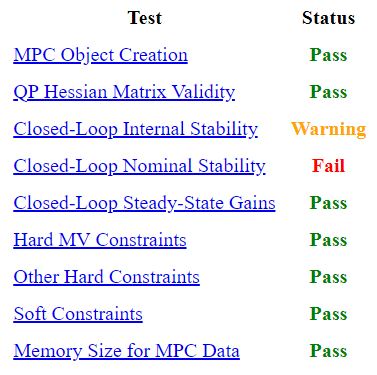 Test Status
MPC Object Creation Pass
QP Hessian Matrix Validity Pass
Closed-Loop Internal Stability Warning
Closed-Loop Nominal Stability Fail
Closed-Loop Steady-State Gains Pass
Hard MV Constraints Pass
Other Hard Constraints Pass
Soft Constraints Pass
Memory Size for MPC Data Pass